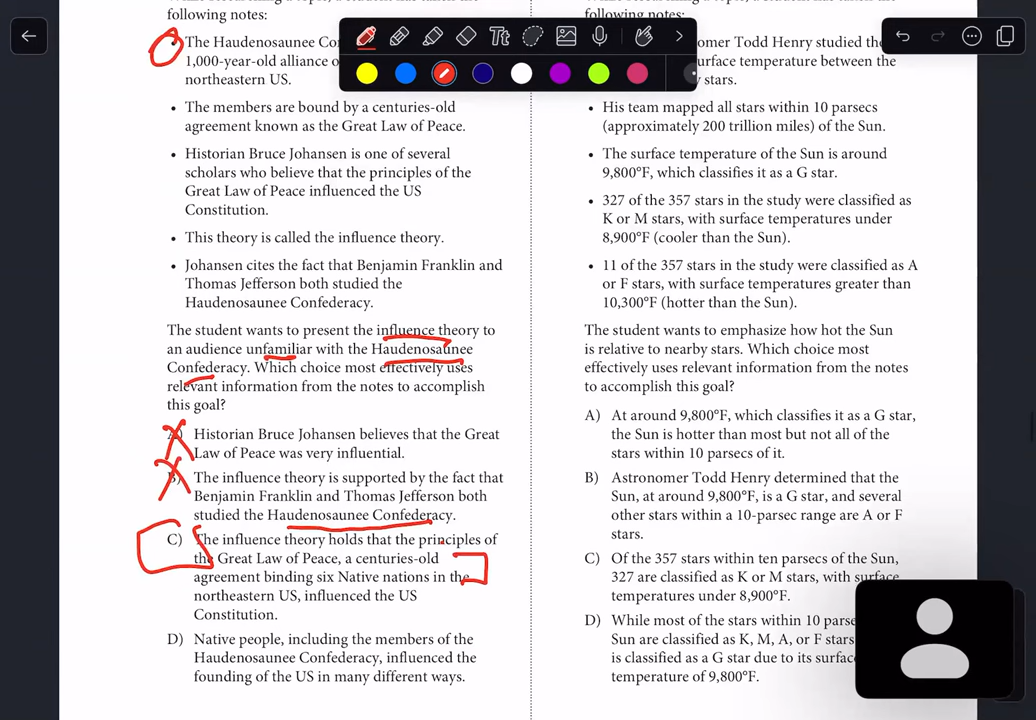 following notes:
The Haudenosaunee
1,000-year-old alliance
northeastern US.
• The members are bound by a centuries-old
agreement known as the Great Law of Peace.
• Historian Bruce Johansen is one of several
scholars who believe that the principles of the
Great Law of Peace influenced the US
Constitution.
• This theory is called the influence theory.
• Johansen cites the fact that Benjamin Franklin and
Thomas Jefferson both studied the
Haudenosaunee Confederacy.
The student wants to present the influence theory to
an audience unfamiliar with the Haudenosaunee
Confederacy. Which choice most effectively uses
relevant information from the notes to accomplish
this goal?
A) Historian Bruce Johansen believes that the Great
Law of Peace was very influential.
B) The influence theory is supported by the fact that
Benjamin Franklin and Thomas Jefferson both
studied the Haudenosaunee Confederacy.
C) The influence theory holds that the principles of
the Great Law of Peace, a centuries-old
agreement binding six Native nations in the
northeastern US, influenced the US
Constitution.
D) Native people, including the members of the
Haudenosaunee Confederacy, influenced the
founding of the US in many different ways.
following notes:
Todd Henry studied the
surface temperature between the
stars.
• His team mapped all stars within 10 parsecs
(approximately 200 trillion miles) of the Sun.
• The surface temperature of the Sun is around
9,800°F, which classifies it as a G star.
• 327 of the 357 stars in the study were classified as
K or M stars, with surface temperatures under
8,900°F (cooler than the Sun).
• 11 of the 357 stars in the study were classified as A
or F stars, with surface temperatures greater than
10,300°F (hotter than the Sun).
The student wants to emphasize how hot the Sun
is relative to nearby stars. Which choice most
effectively uses relevant information from the notes
to accomplish this goal?
A) At around 9,800°F, which classifies it as a G star,
the Sun is hotter than most but not all of the
stars within 10 parsecs of it.
B) Astronomer Todd Henry determined that the
Sun, at around 9,800°F, is a G star, and several
other stars within a 10-parsec range are A or F
stars.
C) Of the 357 stars within ten parsecs of the Sun,
327 are classified as K or M stars, with surface
temperatures under 8,900°F.
D) While most of the stars within 10
Sun are classified as K, M, A, or F stars
is classified as a G star due to its
temperature of 9,800°F.
Tt